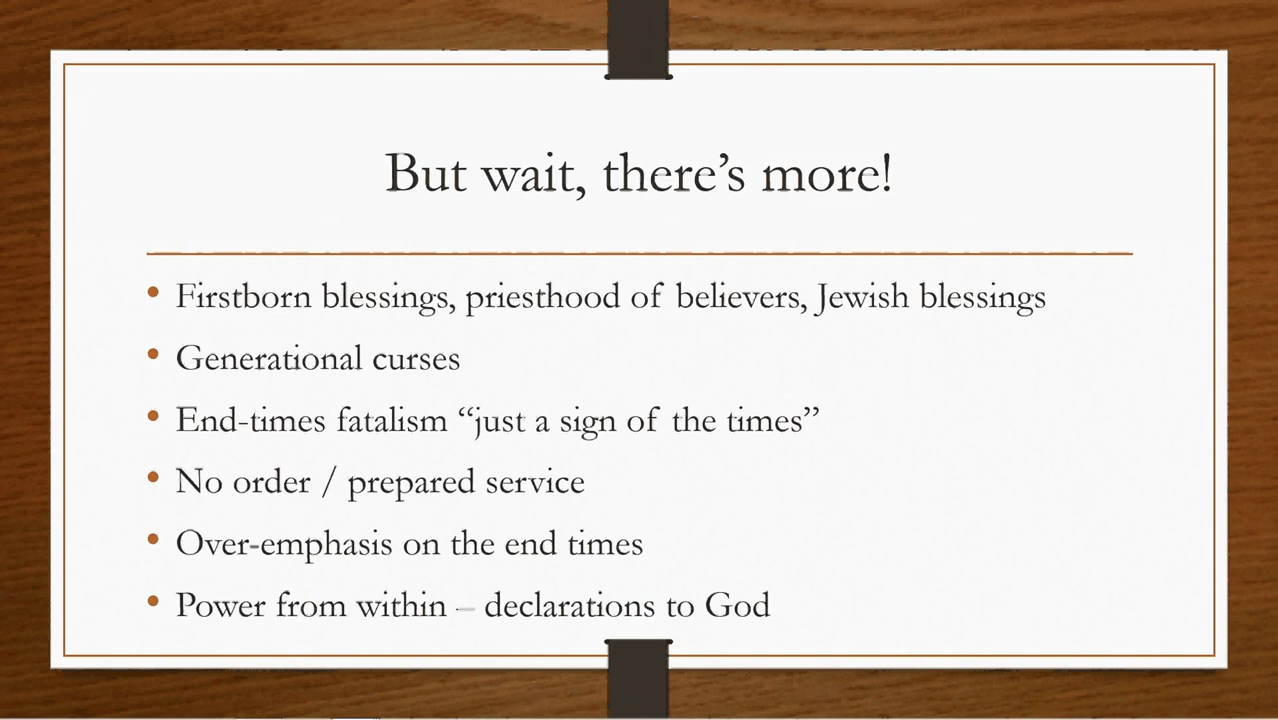 But wait, there’s more!
• Firstborn blessings, priesthood of believers, Jewish blessings
• Generational curses
• End-times fatalism “just a sign of the times”
• No order / prepared service
• Over-emphasis on the end times
• Power from within – declarations to God